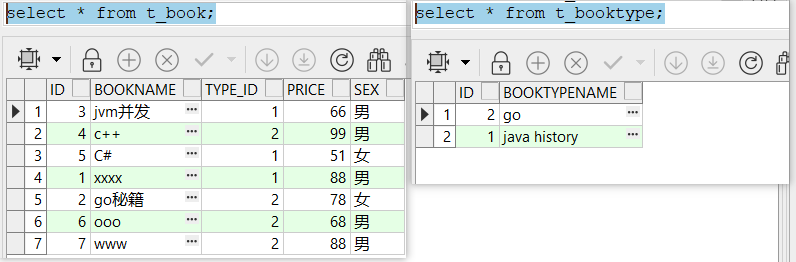 select * from t_book;
ID BOOKNAME TYPE_ID PRICE SEX
1 3 jvm并发 ... 1 66 男
2 4 c++ ... 2 99 男
3 5 C# ... 1 51 女
4 1 xxxx ... 1 88 男
5 2 go秘籍 ... 2 78 女
6 6 ooo ... 2 68 男
7 7 www ... 2 88 男
select * from t_booktype;
ID BOOKTYPENAME
1 2 go ...
2 1 java history ...